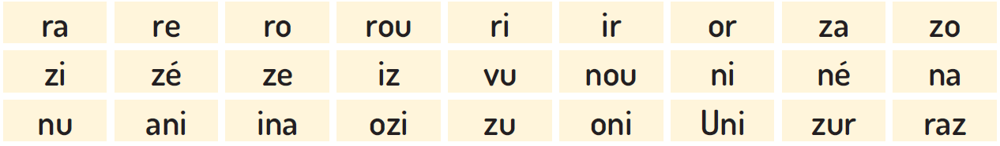 ra re ro rou ri ir or za zo
zi zé ze iz vu nou ni né na
nu ani ina ozi zu oni Uni zur raz